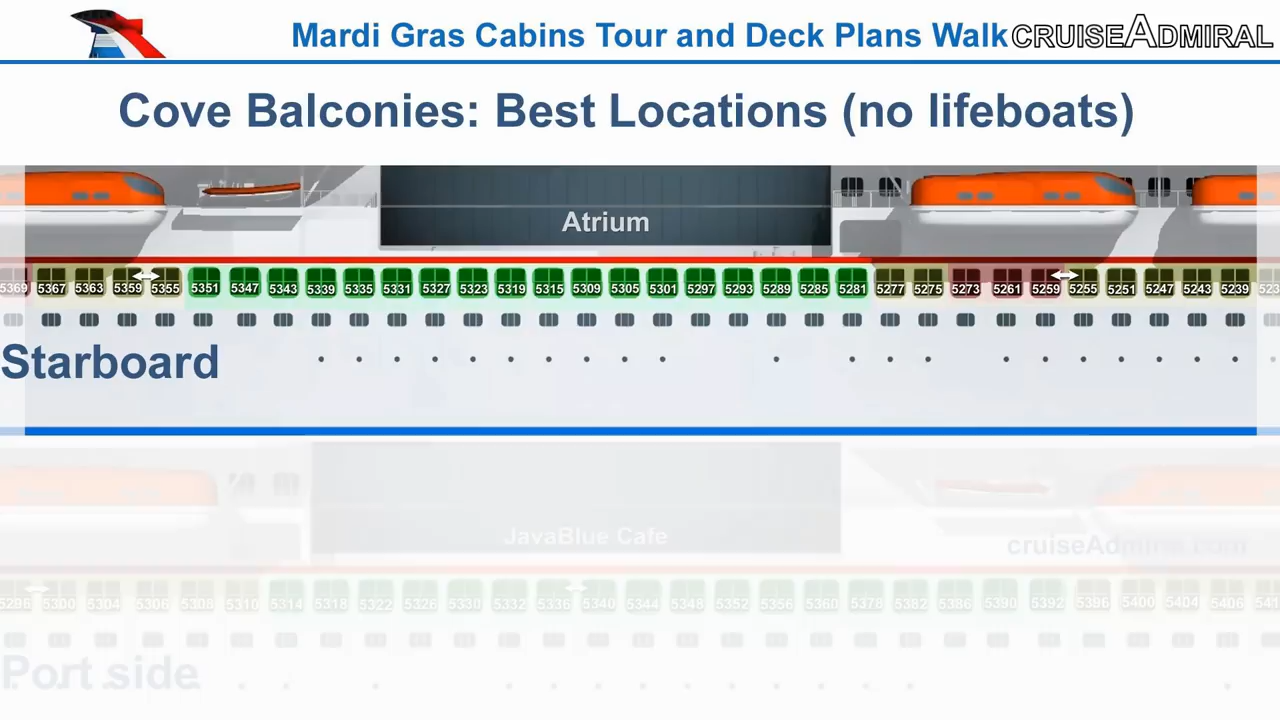 Mardi Gras Cabins Tour and Deck Plans Walk CRUISEADMIRAL
Cove Balconies: Best Locations (no lifeboats)
Atrium
5369 5367 5363 5359 5355 5351 5347 5343 5339 5335 5331 5327 5323 5319 5315 5309 5305 5301 5297 5293 5289 5285 5281 5277 5275 5273 5261 5259 5255 5251 5247 5243 5239
Starboard
JavaBlue Cafe
5296 5300 5304 5306 5308 5310 5314 5318 5322 5326 5330 5332 5336 5340 5344 5348 5352 5356 5360 5378 5382 5386 5390 5392 5396 5400 5404 5406
Port side